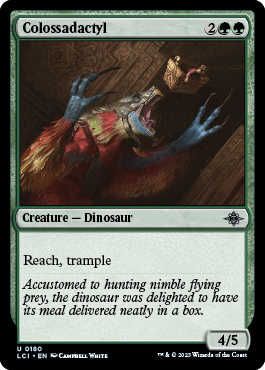 Colossadactyl 2
Creature — Dinosaur
Reach, trample
Accustomed to hunting nimble flying
prey, the dinosaur was delighted to have
its meal delivered neatly in a box.
4/5
U 0180
LCI • EN Campbell White
™ & © 2023 Wizards of the Coast